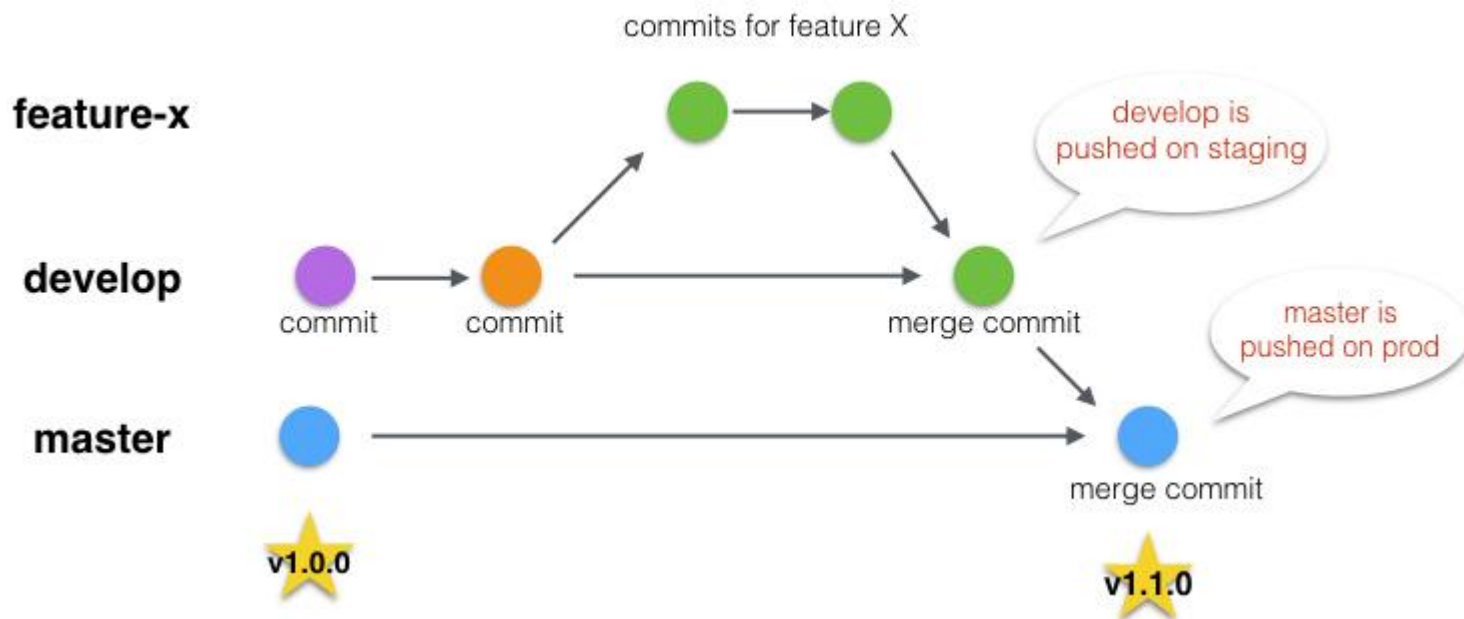 commits for feature X
feature-x
develop is
pushed on staging
develop
commit
commit
merge commit
master is
pushed on prod
master
merge commit
v1.0.0
v1.1.0